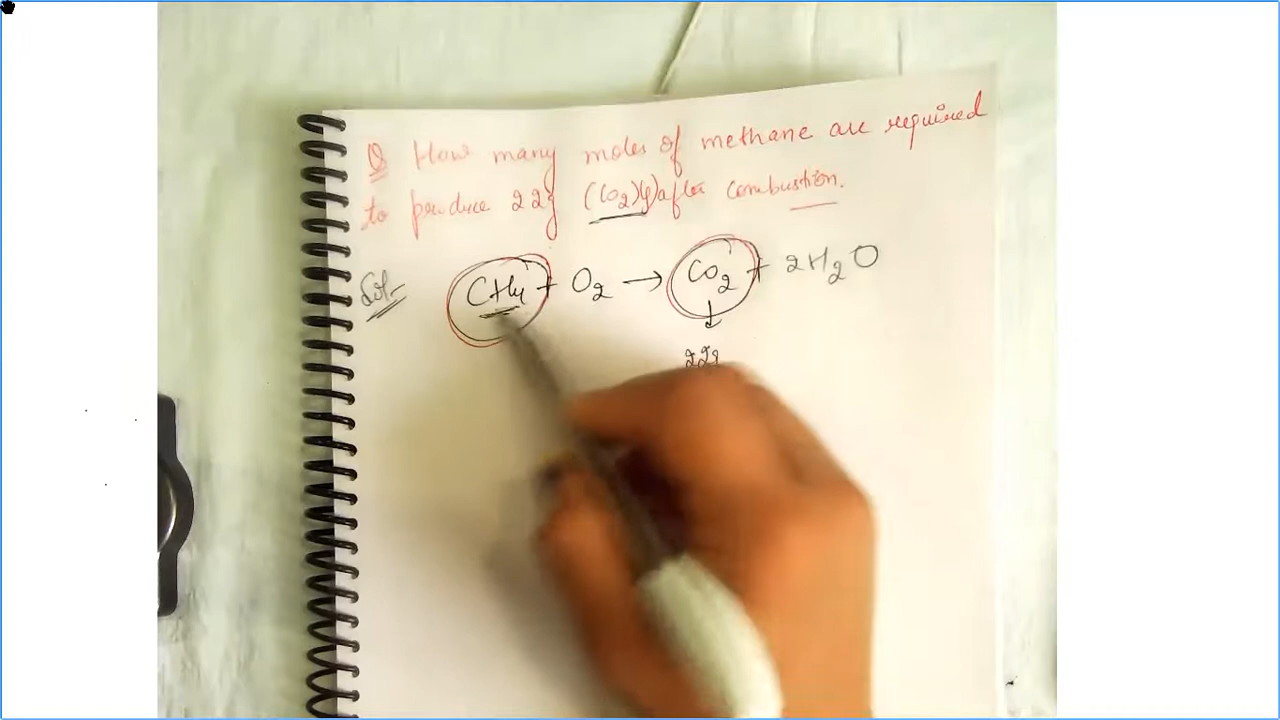 Q How many moles of methane are required
to produce 22g (CO2)(g) after combustion.
Sol- CH4 + O2 → CO2 + 2H2O
↓
22g